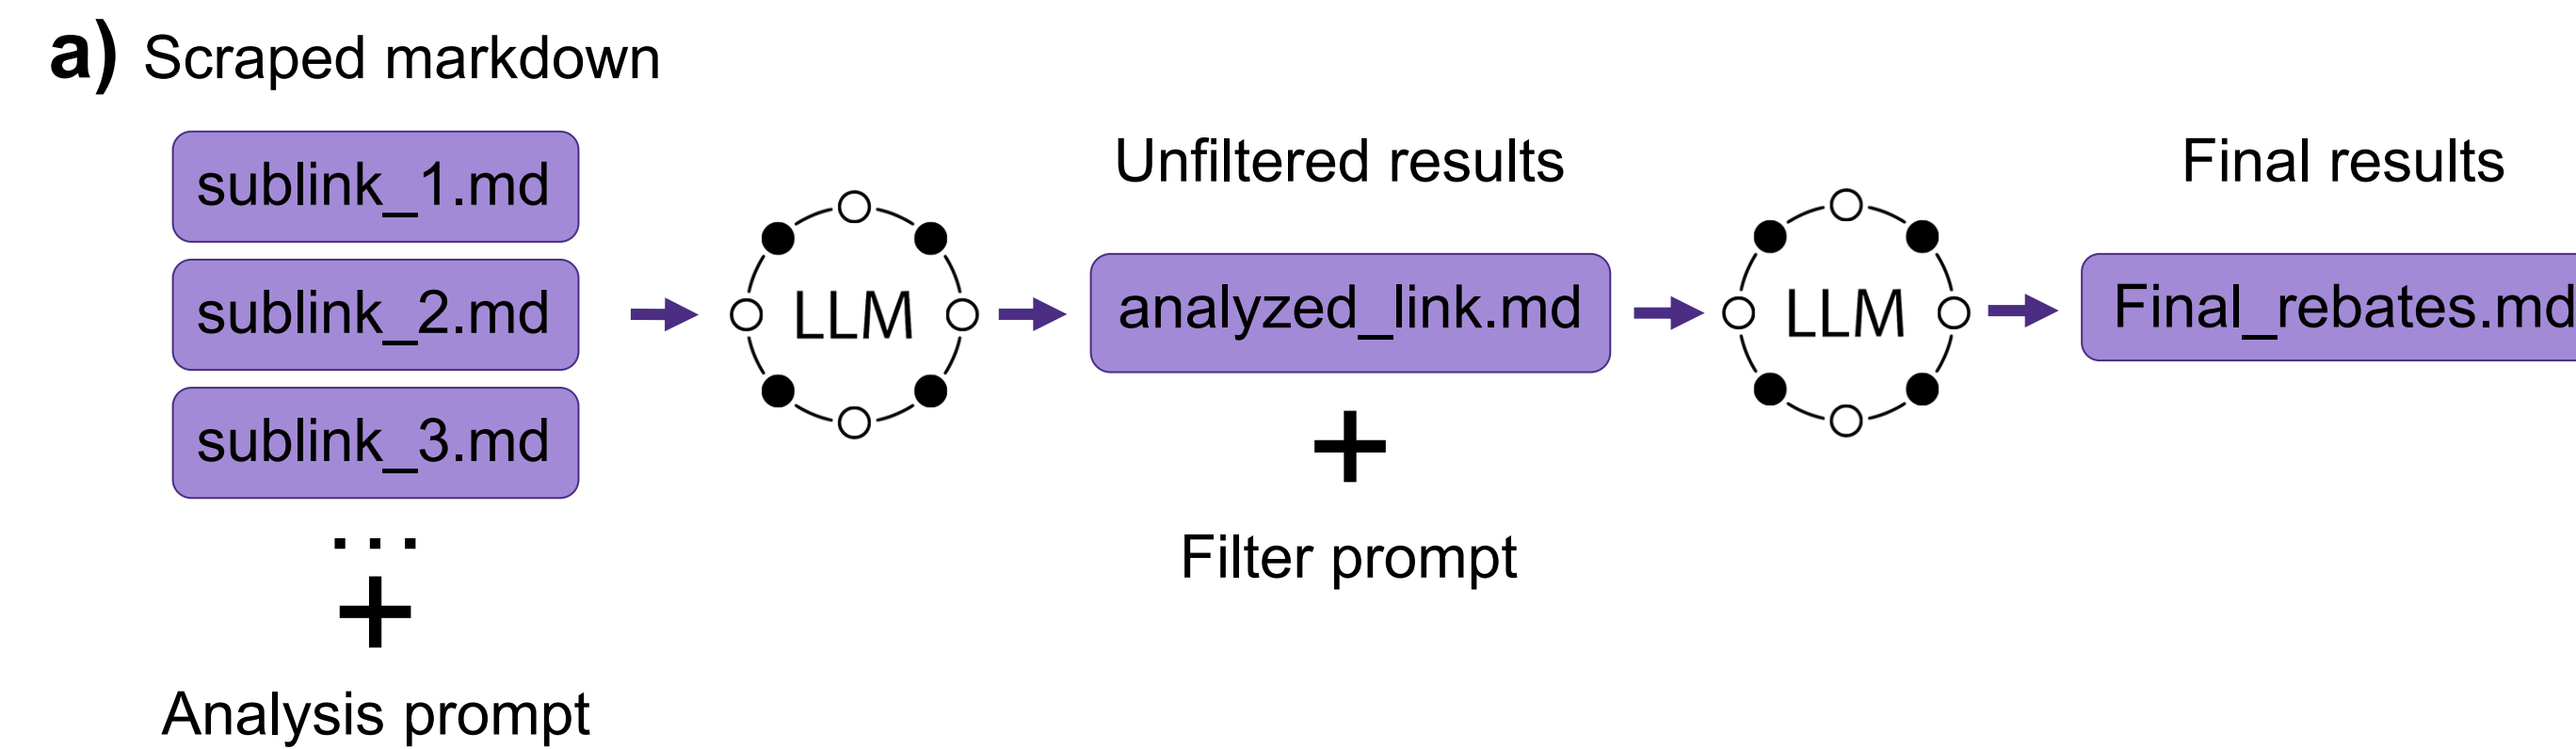 a) Scraped markdown
sublink_1.md
sublink_2.md
sublink_3.md
...
+
Analysis prompt
LLM
Unfiltered results
analyzed_link.md
+
Filter prompt
LLM
Final results
Final_rebates.md